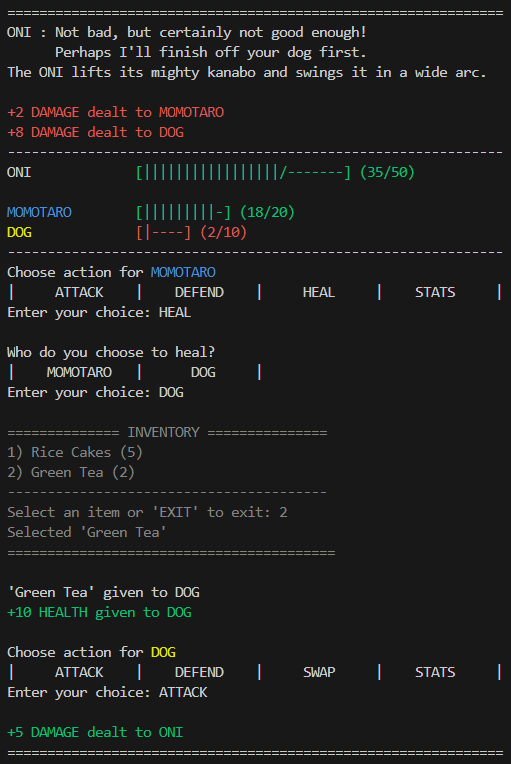 ==============================================================
ONI : Not bad, but certainly not good enough!
      Perhaps I'll finish off your dog first.
The ONI lifts its mighty kanabo and swings it in a wide arc.

+2 DAMAGE dealt to MOMOTARO
+8 DAMAGE dealt to DOG
--------------------------------------------------------------
ONI             [|||||||||||||||||/-------] (35/50)

MOMOTARO        [|||||||||-] (18/20)
DOG             [|----] (2/10)
--------------------------------------------------------------
Choose action for MOMOTARO
|     ATTACK    |    DEFEND    |     HEAL     |    STATS     |
Enter your choice: HEAL

Who do you choose to heal?
|    MOMOTARO   |      DOG     |
Enter your choice: DOG

============== INVENTORY ===============
1) Rice Cakes (5)
2) Green Tea (2)
----------------------------------------
Select an item or 'EXIT' to exit: 2
Selected 'Green Tea'
=========================================

'Green Tea' given to DOG
+10 HEALTH given to DOG

Choose action for DOG
|     ATTACK    |    DEFEND    |     SWAP     |    STATS     |
Enter your choice: ATTACK

+5 DAMAGE dealt to ONI
==============================================================